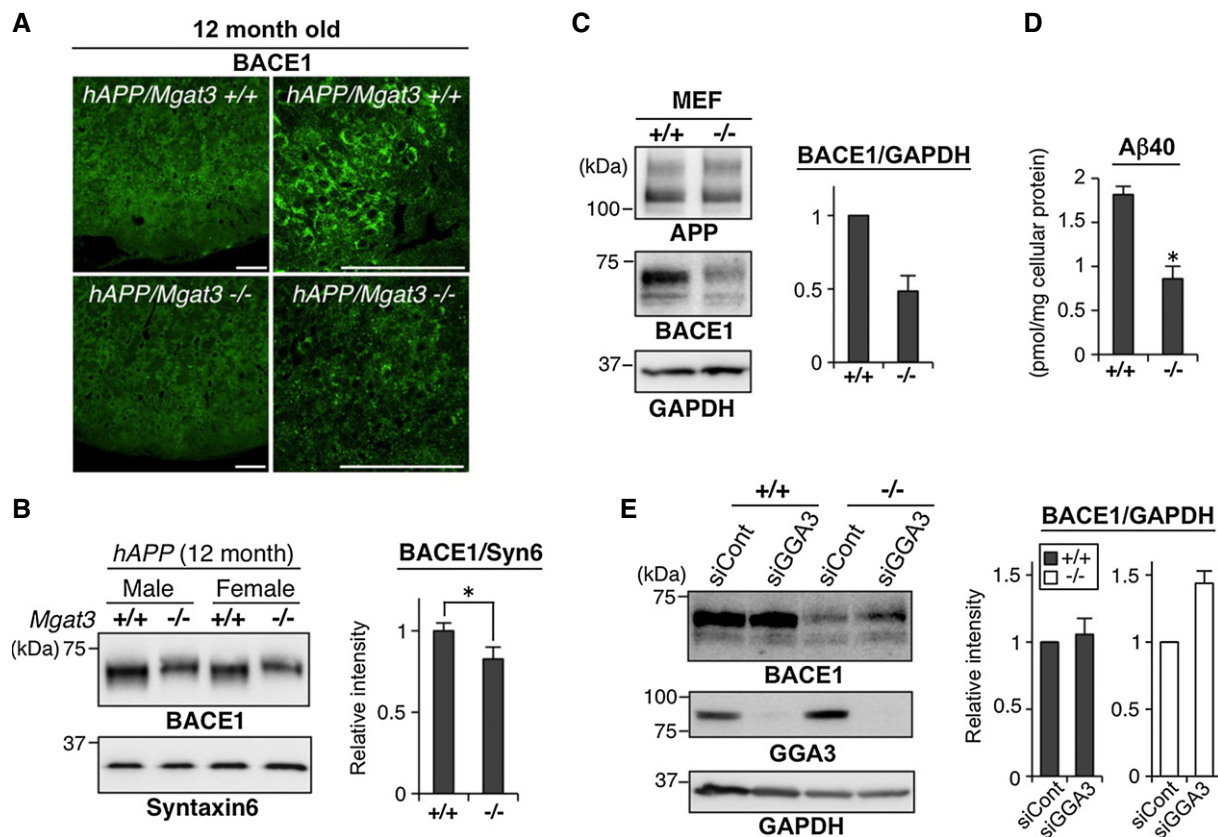 A
12 month old
BACE1
hAPP/Mgat3 +/+
hAPP/Mgat3 +/+
hAPP/Mgat3 -/-
hAPP/Mgat3 -/-
B
hAPP (12 month)
Male Female
Mgat3 +/+ -/- +/+ -/-
(kDa)
75
BACE1
37
Syntaxin6
BACE1/Syn6
*
Relative intensity
1
0.5
0
+/+ -/-
C
MEF
+/+ -/-
(kDa)
100
APP
75
BACE1
37
GAPDH
BACE1/GAPDH
1
0.5
0
+/+ -/-
D
Aβ40
(pmol/mg cellular protein)
2
1.5
1
0.5
0
*
+/+ -/-
E
+/+ -/-
siCont siGGA3 siCont siGGA3
(kDa)
75
BACE1
100
75
GGA3
37
GAPDH
BACE1/GAPDH
+/+
-/-
Relative intensity
1.5
1
0.5
0
siCont siGGA3
1.5
1
0.5
0
siCont siGGA3